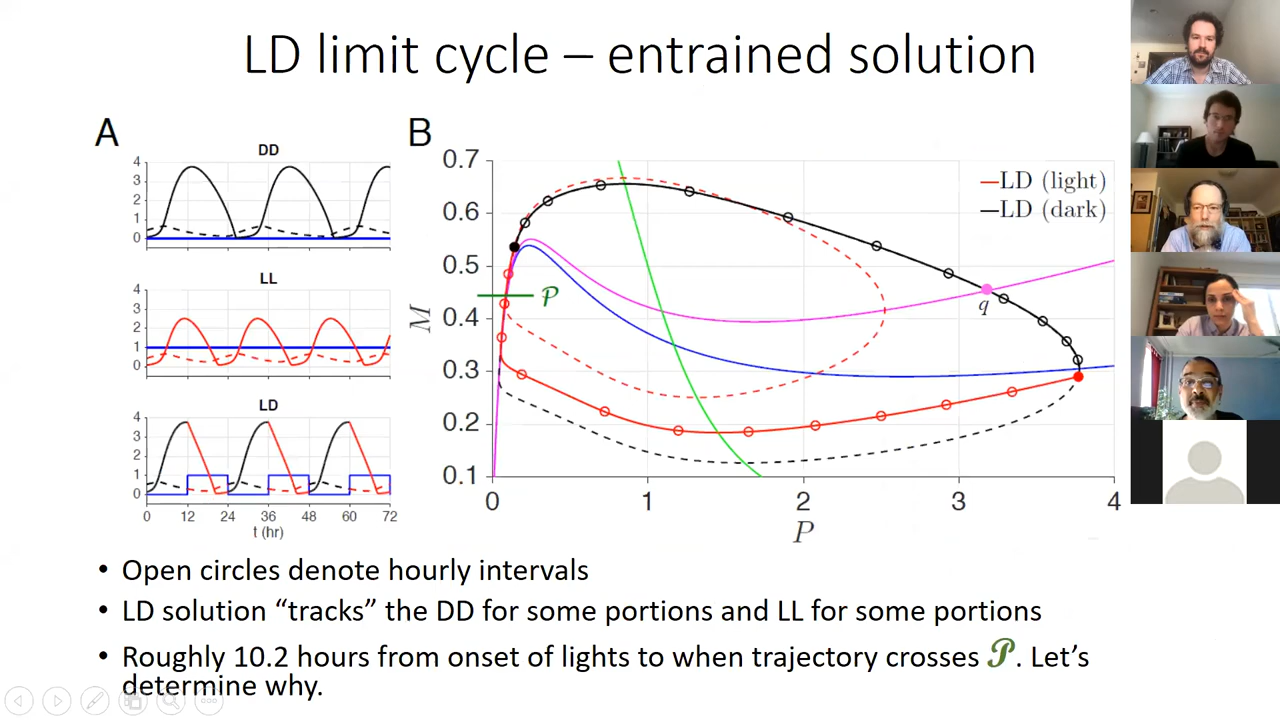 LD limit cycle – entrained solution
A
B
DD
4
3
2
1
0
LL
4
3
2
1
0
LD
4
3
2
1
0
0 12 24 36 48 60 72
t (hr)
0.7
0.6
0.5
0.4
0.3
0.2
0.1
M
0 1 2 3 4
P
LD (light)
LD (dark)
𝒫
q
• Open circles denote hourly intervals
• LD solution “tracks” the DD for some portions and LL for some portions
• Roughly 10.2 hours from onset of lights to when trajectory crosses 𝒫. Let’s
determine why.